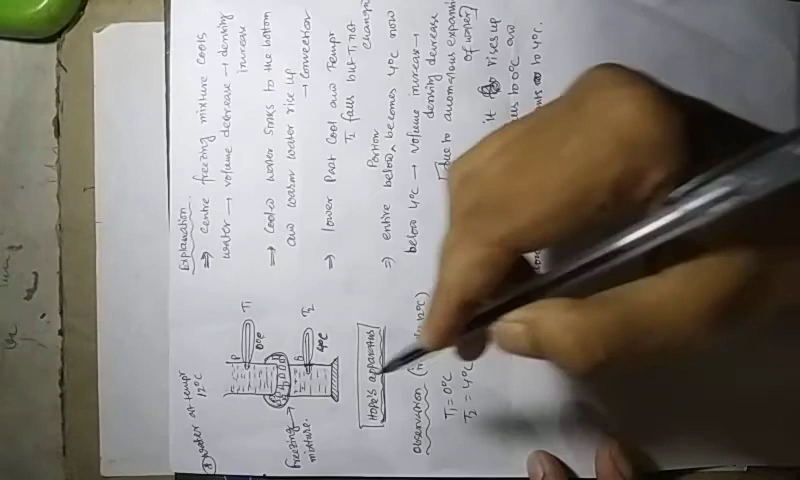 water at tempr
12°C
P
T1
0°C
B
T2
4°C
freezing
mixture.
Hope's apparatus
observation
12°C)
T1 = 0°C
T2 = 4°C
Explanation
⇒ centre freezing mixture cools
water → volume decrease → density
increase
⇒ cooled water sinks to the bottom
and water rise up
→ convection
⇒ lower part cool and tempr
T2 falls but T1 not
⇒ entire below portion becomes 4°C now
below 4°C → volume increase →
density decrease
[due to anomalous expansi
of water]
it rises up
to 0°C and
to 4°C.